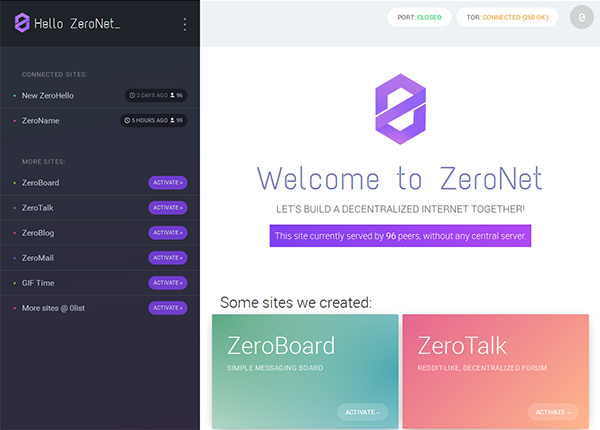 Hello ZeroNet_
PORT: CLOSED
TOR: CONNECTED (250 OK )
0
CONNECTED SITES:
New ZeroHello 2 DAYS AGO 96
ZeroName 5 HOURS AGO 99
MORE SITES:
ZeroBoard ACTIVATE »
ZeroTalk ACTIVATE »
ZeroBlog ACTIVATE »
ZeroMail ACTIVATE »
GIF Time ACTIVATE »
More sites @ 0list ACTIVATE »
Welcome to ZeroNet
LET'S BUILD A DECENTRALIZED INTERNET TOGETHER!
This site currently served by 96 peers, without any central server.
Some sites we created:
ZeroBoard
SIMPLE MESSAGING BOARD
ACTIVATE —
ZeroTalk
REDDIT-LIKE, DECENTRALIZED FORUM
ACTIVATE —